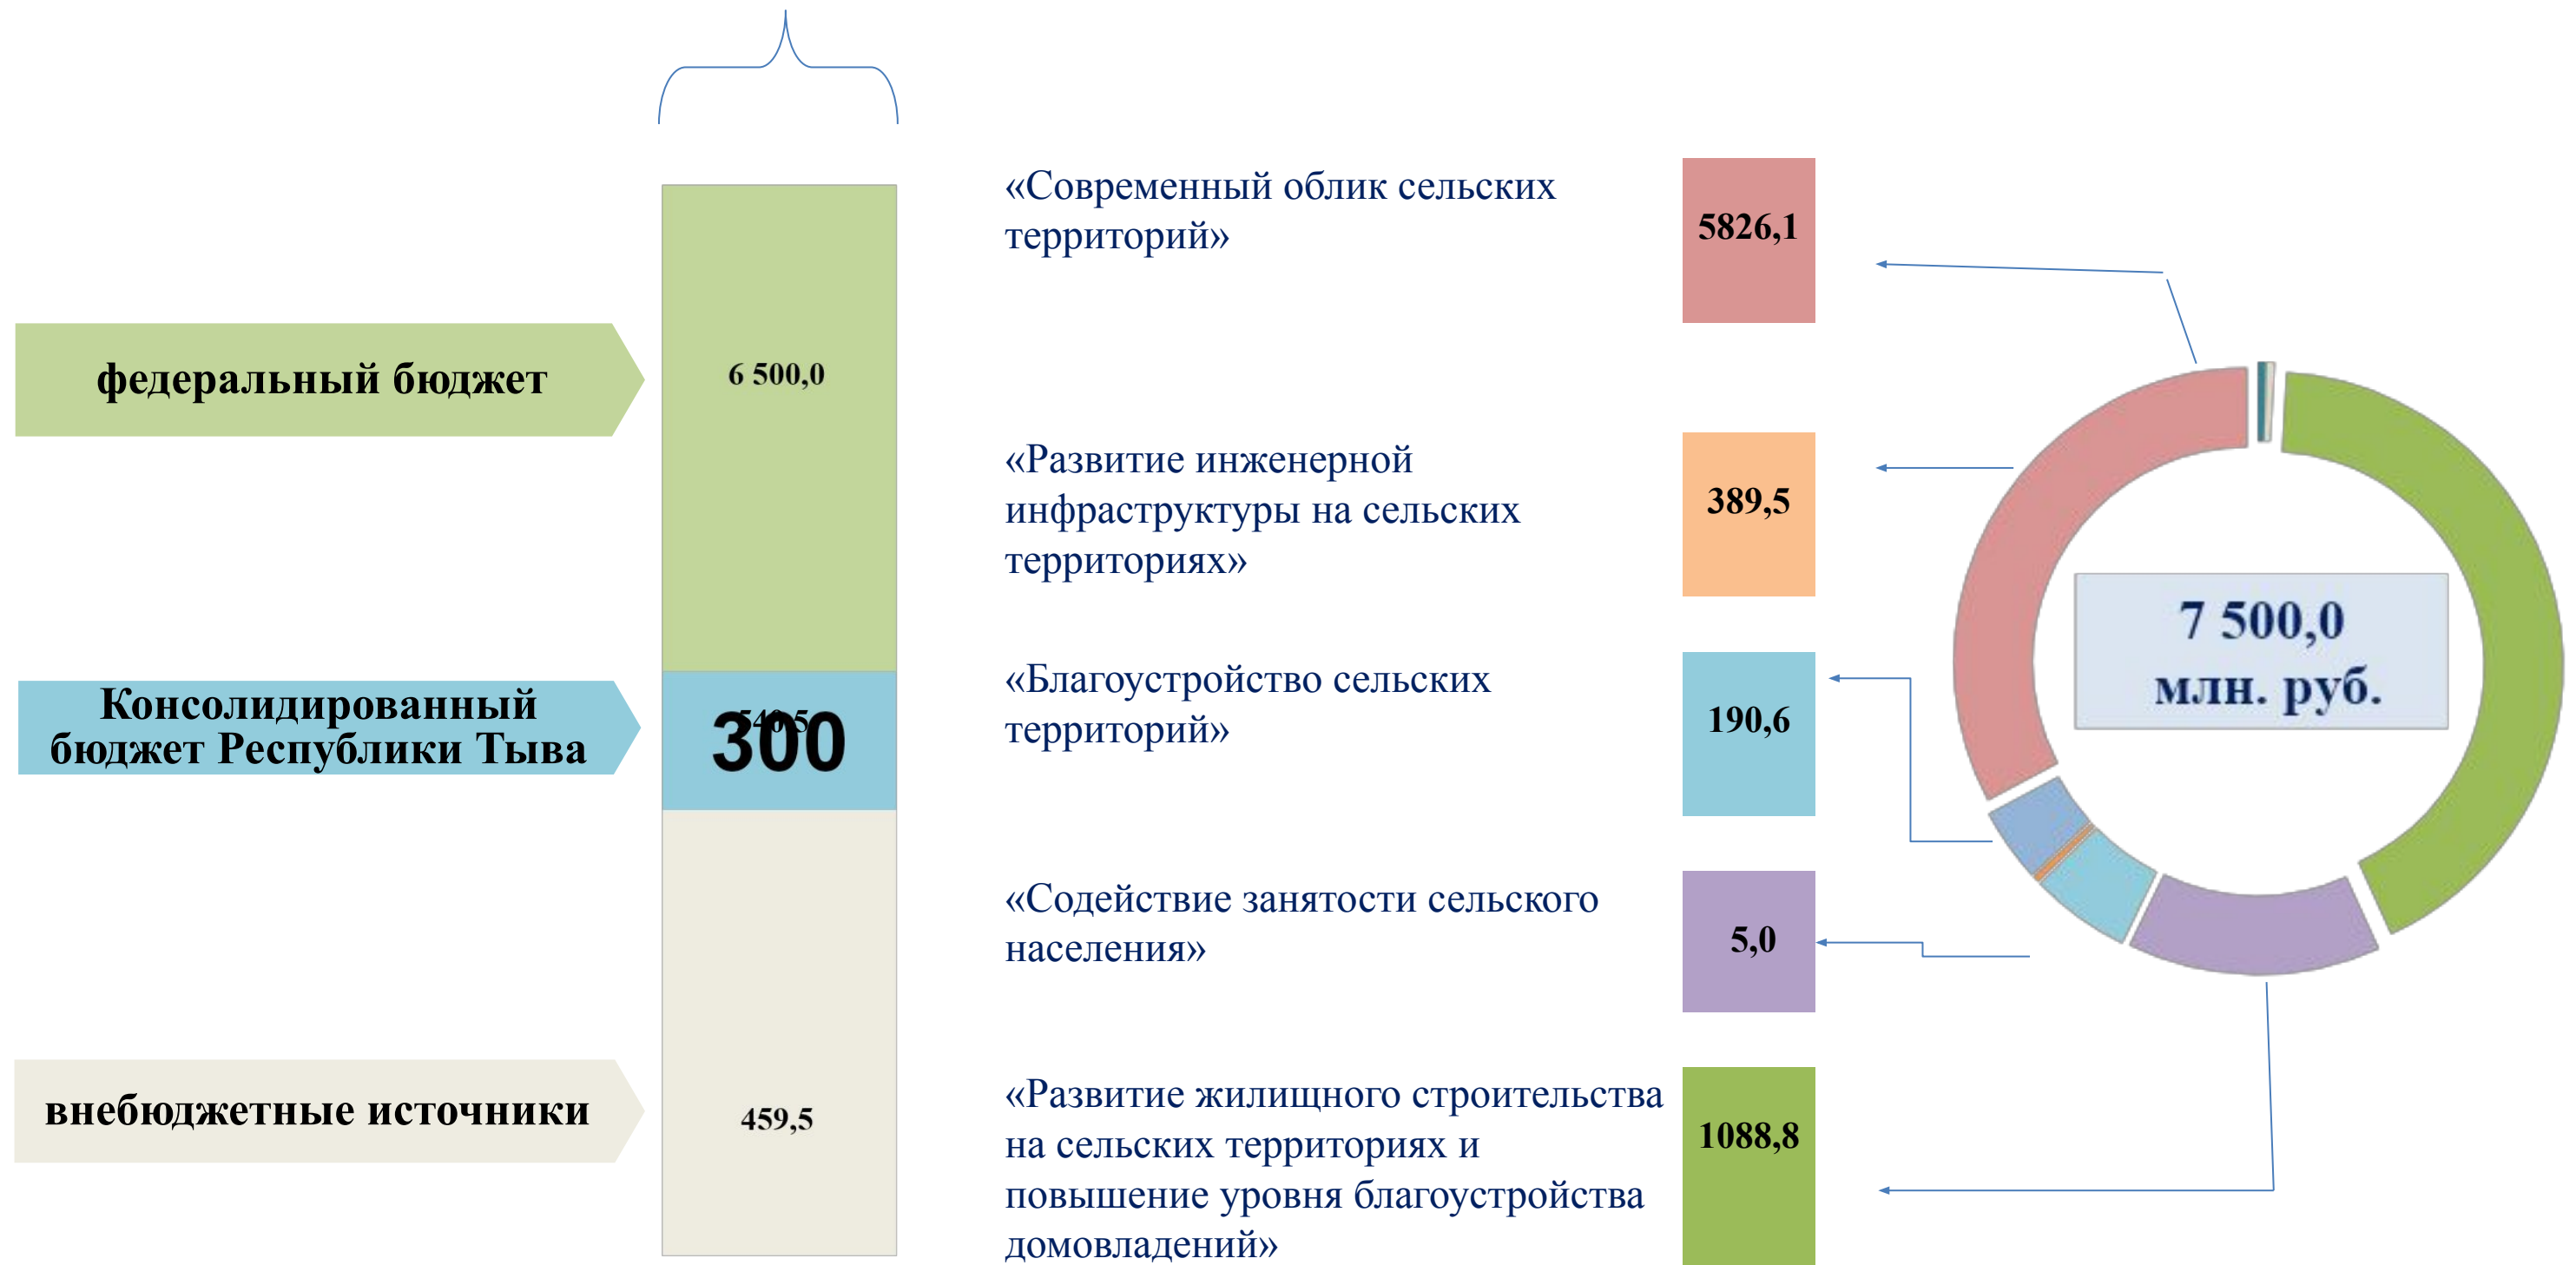 федеральный бюджет
Консолидированный
бюджет Республики Тыва
внебюджетные источники
6 500,0
540,5
300
459,5
«Современный облик сельских
территорий»
5826,1
«Развитие инженерной
инфраструктуры на сельских
территориях»
389,5
«Благоустройство сельских
территорий»
190,6
«Содействие занятости сельского
населения»
5,0
«Развитие жилищного строительства
на сельских территориях и
повышение уровня благоустройства
домовладений»
1088,8
7 500,0
млн. руб.